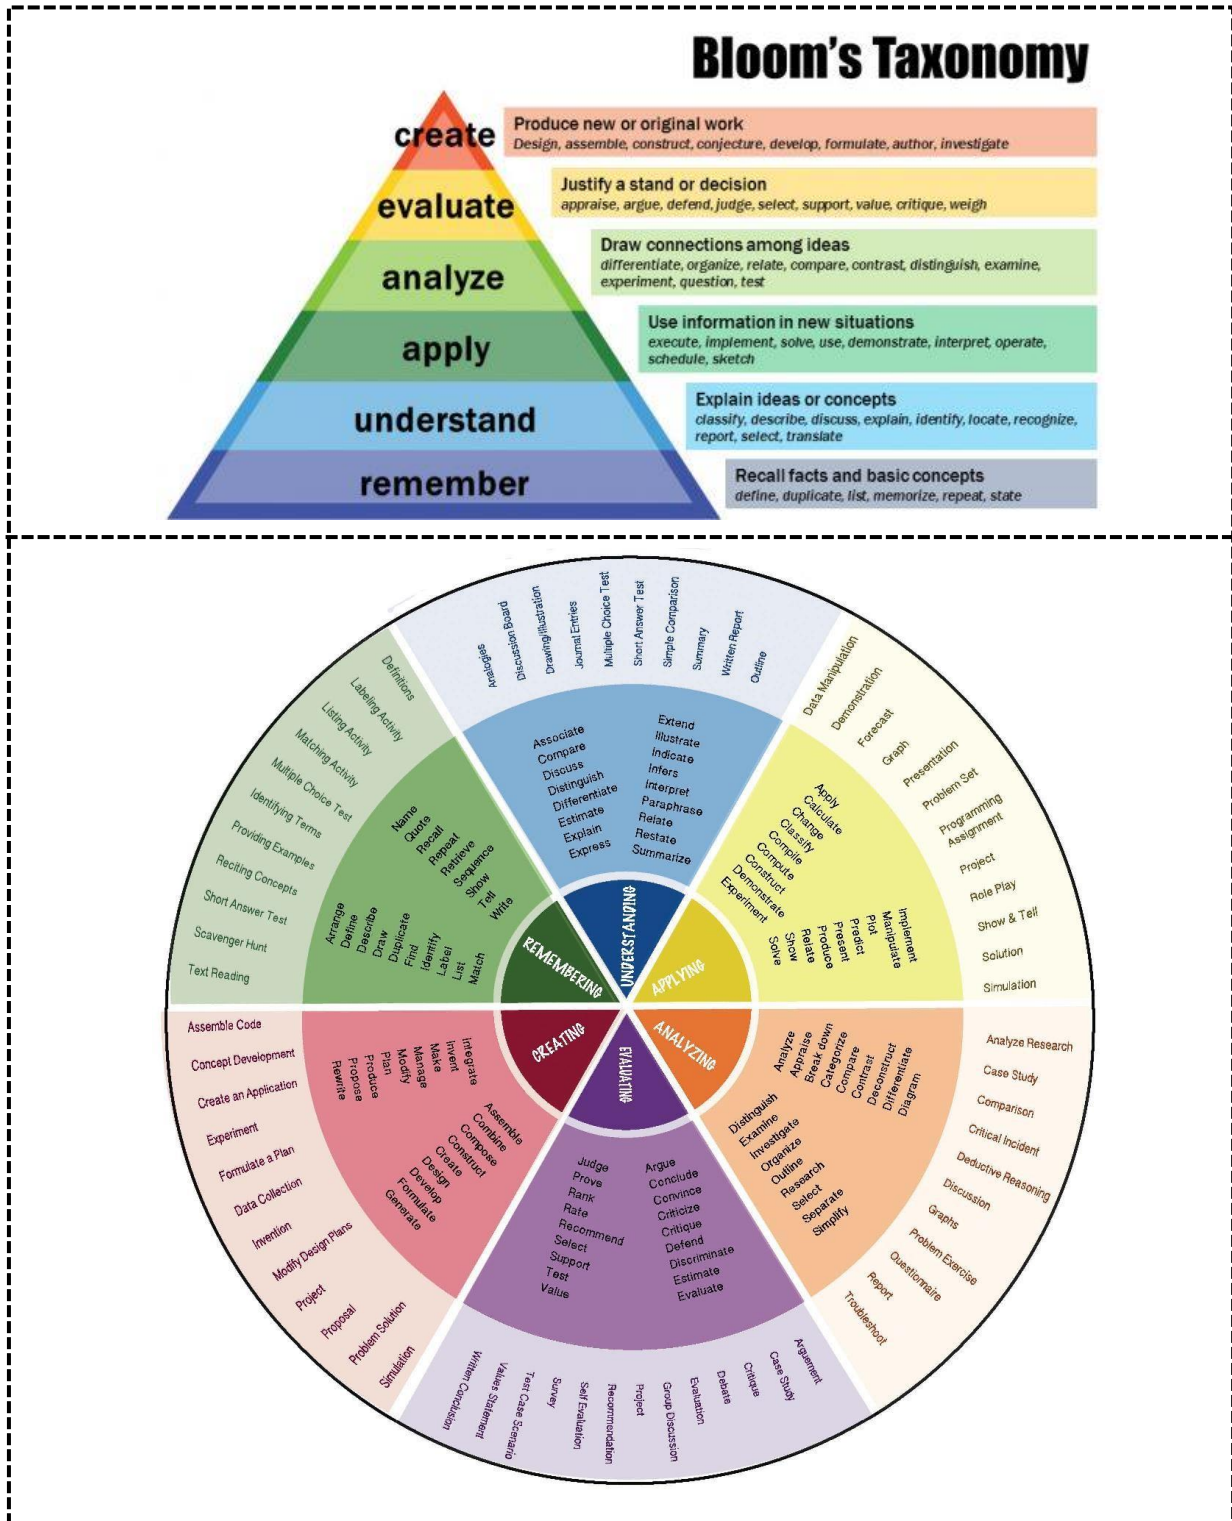 Bloom's Taxonomy
create
Produce new or original work
Design, assemble, construct, conjecture, develop, formulate, author, investigate
evaluate
Justify a stand or decision
appraise, argue, defend, judge, select, support, value, critique, weigh
analyze
Draw connections among ideas
differentiate, organize, relate, compare, contrast, distinguish, examine,
experiment, question, test
apply
Use information in new situations
execute, implement, solve, use, demonstrate, interpret, operate,
schedule, sketch
understand
Explain ideas or concepts
classify, describe, discuss, explain, identify, locate, recognize,
report, select, translate
remember
Recall facts and basic concepts
define, duplicate, list, memorize, repeat, state
Analogies
Discussion Board
Drawing/Illustration
Journal Entries
Multiple Choice Test
Short Answer Test
Simple Comparison
Summary
Written Report
Outline
Associate
Compare
Discuss
Distinguish
Differentiate
Estimate
Explain
Express
Extend
Illustrate
Indicate
Infers
Interpret
Paraphrase
Relate
Restate
Summarize
UNDERSTANDING
Data Manipulation
Demonstration
Forecast
Graph
Presentation
Problem Set
Programming
Assignment
Project
Role Play
Show & Tell
Solution
Simulation
Apply
Calculate
Change
Classify
Compile
Compute
Construct
Demonstrate
Experiment
Implement
Manipulate
Plot
Predict
Present
Produce
Relate
Show
Solve
APPLYING
Analyze Research
Case Study
Comparison
Critical Incident
Deductive Reasoning
Discussion
Graphs
Problem Exercise
Questionnaire
Report
Troubleshoot
Analyze
Appraise
Break down
Categorize
Compare
Contrast
Deconstruct
Differentiate
Diagram
Distinguish
Examine
Investigate
Organize
Outline
Research
Select
Separate
Simplify
ANALYZING
Arguement
Case Study
Critique
Debate
Evaluation
Group Discussion
Project
Recommendation
Self Evaluation
Survey
Test Case Scenario
Values Statement
Written Conclusion
Argue
Conclude
Convince
Criticize
Critique
Defend
Discriminate
Estimate
Evaluate
Judge
Prove
Rank
Rate
Recommend
Select
Support
Test
Value
EVALUATING
Assemble Code
Concept Development
Create an Application
Experiment
Formulate a Plan
Data Collection
Invention
Modify Design Plans
Project
Proposal
Problem Solution
Simulation
Assemble
Combine
Compose
Construct
Create
Design
Develop
Formulate
Generate
Integrate
Invent
Make
Manage
Modify
Plan
Produce
Propose
Rewrite
CREATING
Definitions
Labeling Activity
Listing Activity
Matching Activity
Multiple Choice Test
Identifying Terms
Providing Examples
Reciting Concepts
Short Answer Test
Scavenger Hunt
Text Reading
Arrange
Define
Describe
Draw
Duplicate
Find
Identify
Label
List
Match
Name
Quote
Recall
Repeat
Retrieve
Sequence
Show
Tell
Write
REMEMBERING